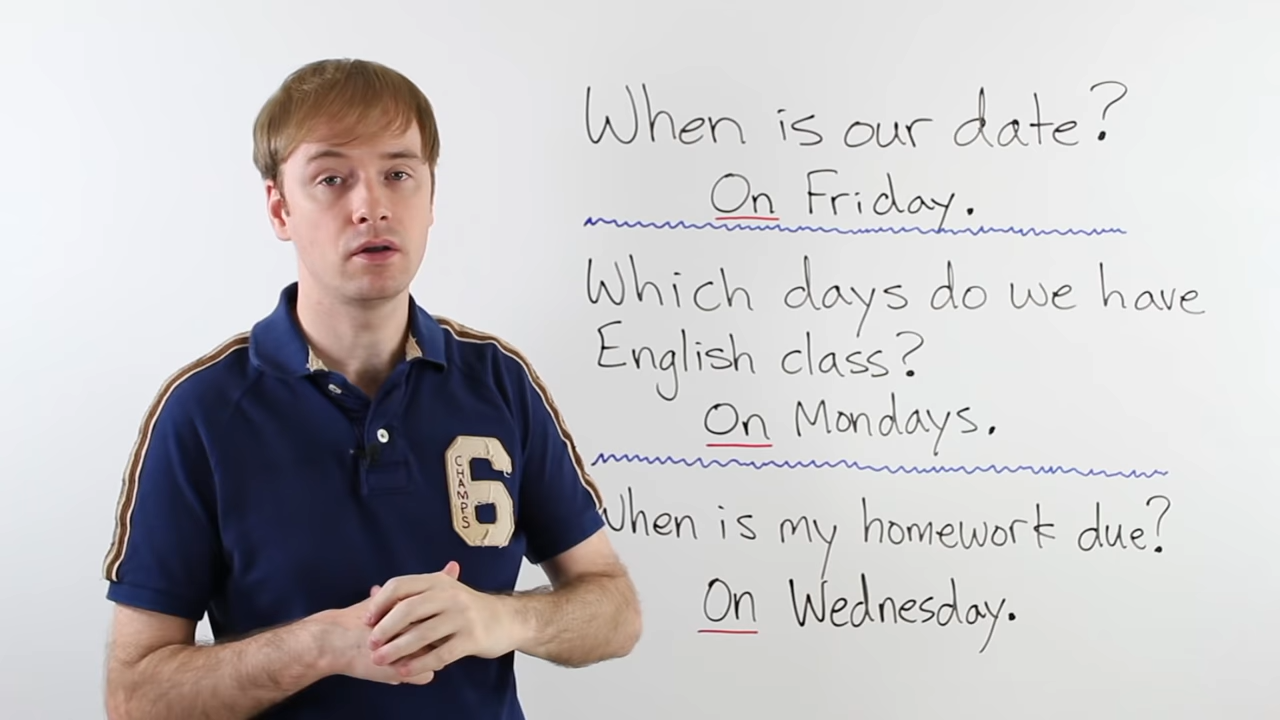 When is our date?
On Friday.
Which days do we have
English class?
On Mondays.
When is my homework due?
On Wednesday.
CHAMPS
6